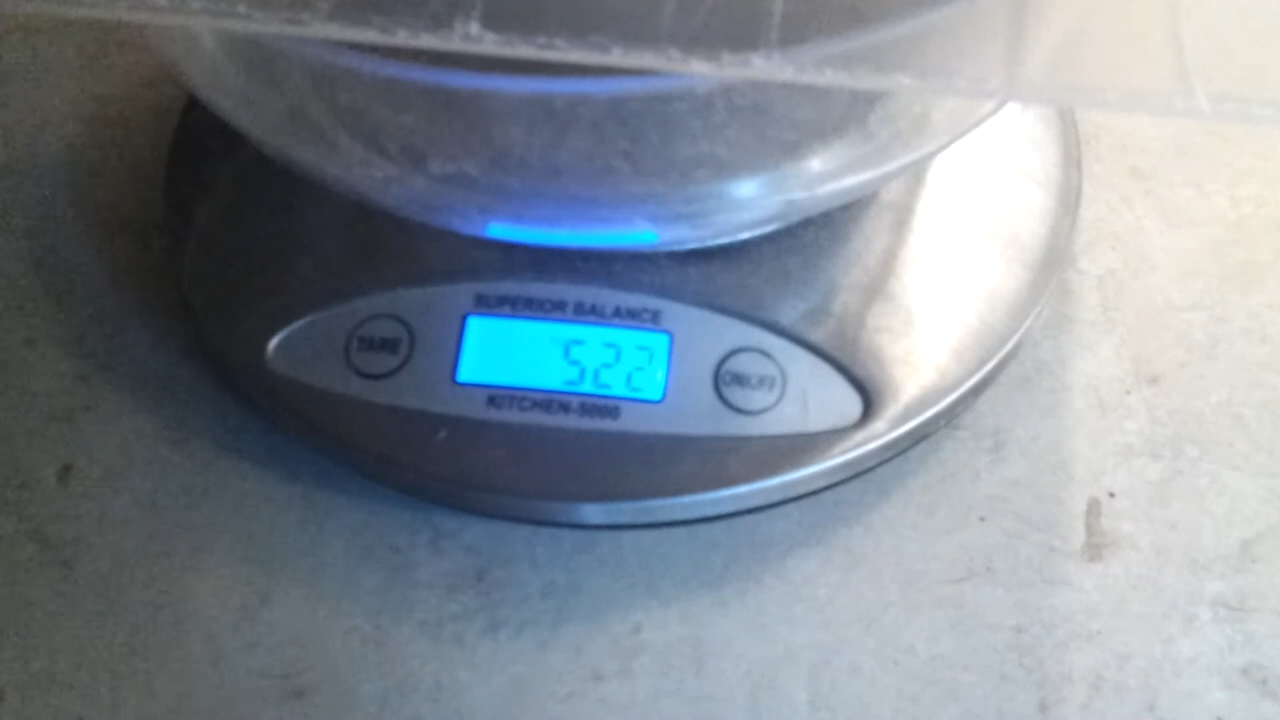 SUPERIOR BALANCE
TARE
522
ON/OFF
KITCHEN-5000